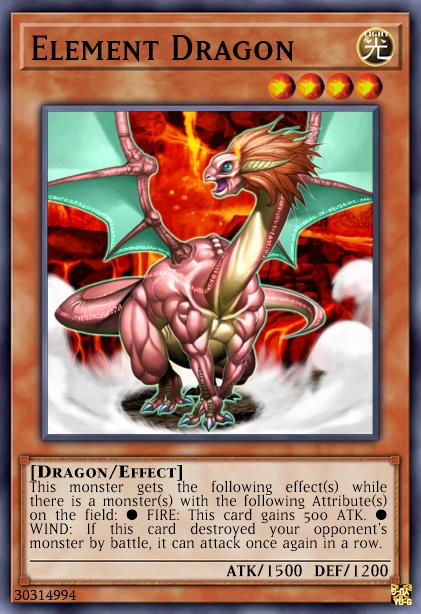 ELEMENT DRAGON
LIGHT
光
[DRAGON/EFFECT]
This monster gets the following effect(s) while
there is a monster(s) with the following Attribute(s)
on the field: ● FIRE: This card gains 500 ATK. ●
WIND: If this card destroyed your opponent's
monster by battle, it can attack once again in a row.
ATK/1500 DEF/1200
30314994